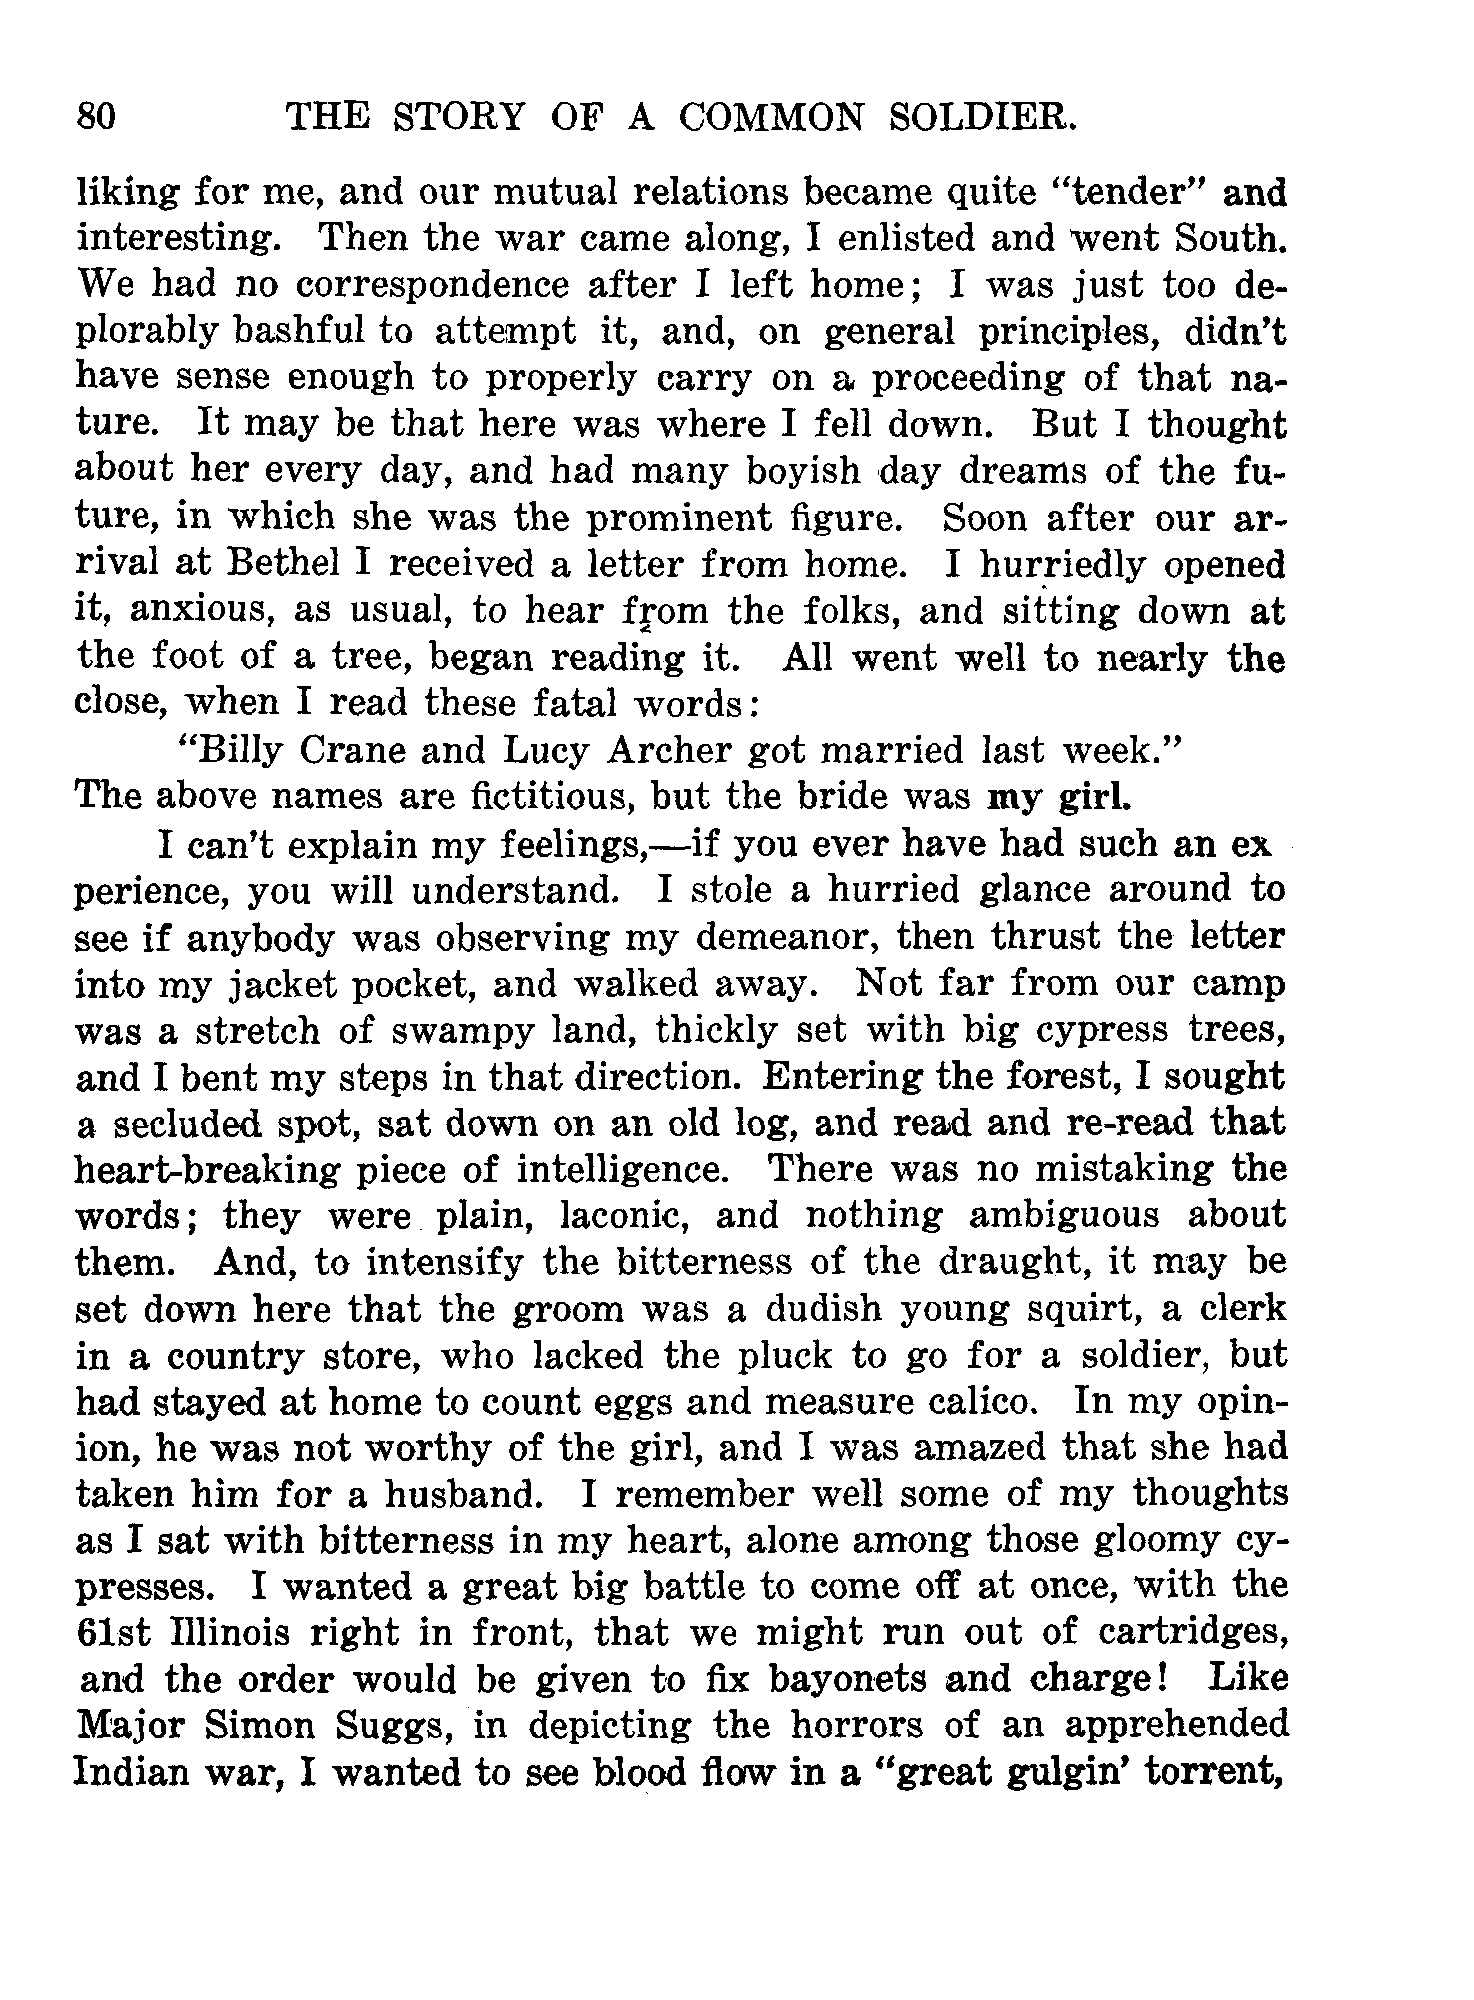 80 THE STORY OF A COMMON SOLDIER.
liking for me, and our mutual relations became quite “tender” and
interesting. Then the war came along, I enlisted and went South.
We had no correspondence after I left home; I was just too de-
plorably bashful to attempt it, and, on general principles, didn’t
have sense enough to properly carry on a proceeding of that na-
ture. It may be that here was where I fell down. But I thought
about her every day, and had many boyish day dreams of the fu-
ture, in which she was the prominent figure. Soon after our ar-
rival at Bethel I received a letter from home. I hurriedly opened
it, anxious, as usual, to hear from the folks, and sitting down at
the foot of a tree, began reading it. All went well to nearly the
close, when I read these fatal words:
“Billy Crane and Lucy Archer got married last week.”
The above names are fictitious, but the bride was my girl.
I can’t explain my feelings,—if you ever have had such an ex
perience, you will understand. I stole a hurried glance around to
see if anybody was observing my demeanor, then thrust the letter
into my jacket pocket, and walked away. Not far from our camp
was a stretch of swampy land, thickly set with big cypress trees,
and I bent my steps in that direction. Entering the forest, I sought
a secluded spot, sat down on an old log, and read and re-read that
heart-breaking piece of intelligence. There was no mistaking the
words; they were plain, laconic, and nothing ambiguous about
them. And, to intensify the bitterness of the draught, it may be
set down here that the groom was a dudish young squirt, a clerk
in a country store, who lacked the pluck to go for a soldier, but
had stayed at home to count eggs and measure calico. In my opin-
ion, he was not worthy of the girl, and I was amazed that she had
taken him for a husband. I remember well some of my thoughts
as I sat with bitterness in my heart, alone among those gloomy cy-
presses. I wanted a great big battle to come off at once, with the
61st Illinois right in front, that we might run out of cartridges,
and the order would be given to fix bayonets and charge! Like
Major Simon Suggs, in depicting the horrors of an apprehended
Indian war, I wanted to see blood flow in a “great gulgin’ torrent,